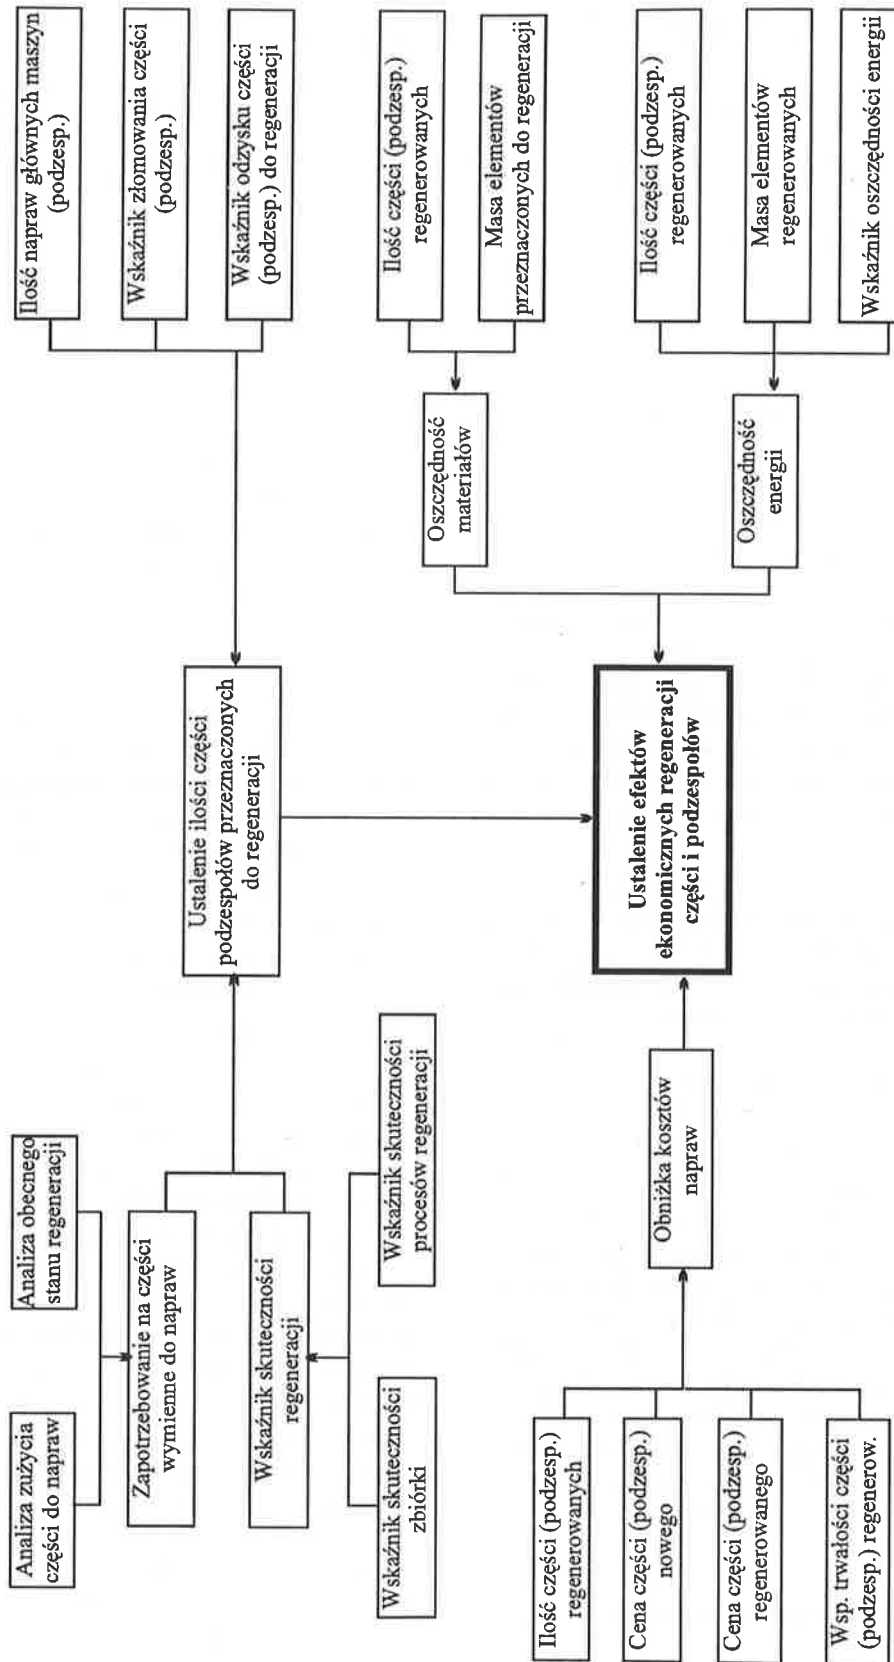 Analiza zużycia
części do napraw
Analiza obecnego
stanu regeneracji
Zapotrzebowanie na części
wymienne do napraw
Wskaźnik skuteczności
regeneracji
Wskaźnik skuteczności
zbiórki
Wskaźnik skuteczności
procesów regeneracji
Ustalenie ilości części
podzespołów przeznaczonych
do regeneracji
Ilość napraw głównych maszyn
(podzesp.)
Wskaźnik złomowania części
(podzesp.)
Wskaźnik odzysku części
(podzesp.) do regeneracji
Ilość części (podzesp.)
regenerowanych
Cena części (podzesp.)
nowego
Cena części (podzesp.)
regenerowanego
Wsp. trwałości części
(podzesp.) regenerow.
Obniżka kosztów
napraw
Ustalenie efektów
ekonomicznych regeneracji
części i podzespołów
Oszczędność
materiałów
Oszczędność
energii
Ilość części (podzesp.)
regenerowanych
Masa elementów
przeznaczonych do regeneracji
Ilość części (podzesp.)
regenerowanych
Masa elementów
regenerowanych
Wskaźnik oszczędności energii